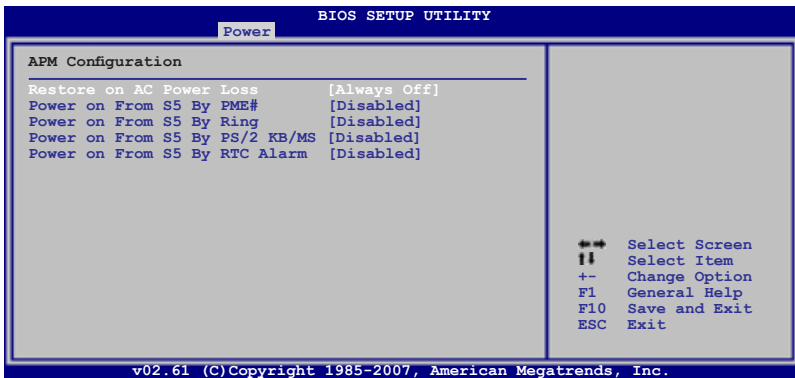 BIOS SETUP UTILITY
Power
APM Configuration
Restore on AC Power Loss [Always Off]
Power on From S5 By PME# [Disabled]
Power on From S5 By Ring [Disabled]
Power on From S5 By PS/2 KB/MS [Disabled]
Power on From S5 By RTC Alarm [Disabled]
←→ Select Screen
↑↓ Select Item
+- Change Option
F1 General Help
F10 Save and Exit
ESC Exit
v02.61 (C)Copyright 1985-2007, American Megatrends, Inc.